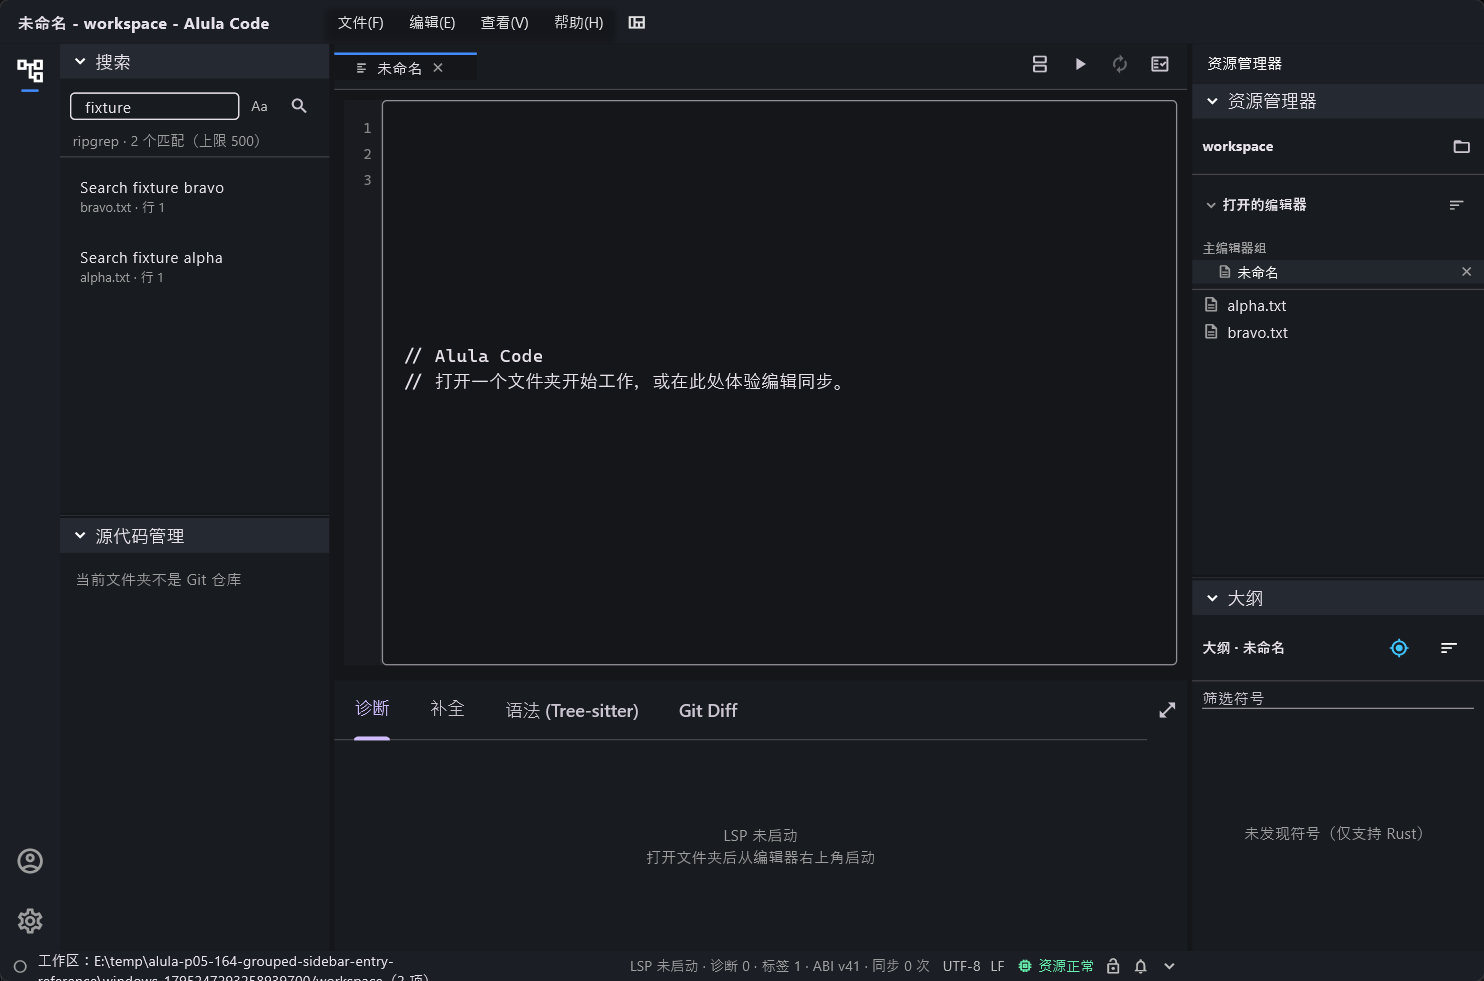 未命名 - workspace - Alula Code
文件(F) 编辑(E) 查看(V) 帮助(H)
搜索
fixture
Aa
ripgrep · 2 个匹配（上限 500）
Search fixture bravo
bravo.txt · 行 1
Search fixture alpha
alpha.txt · 行 1
源代码管理
当前文件夹不是 Git 仓库
未命名
1
2
3
// Alula Code
// 打开一个文件夹开始工作，或在此处体验编辑同步。
诊断 补全 语法 (Tree-sitter) Git Diff
LSP 未启动
打开文件夹后从编辑器右上角启动
资源管理器
资源管理器
workspace
打开的编辑器
主编辑器组
未命名
alpha.txt
bravo.txt
大纲
大纲 · 未命名
筛选符号
未发现符号（仅支持 Rust）
工作区：E:\temp\alula-p05-164-grouped-sidebar-entry-
reference\windows-1795247293258939700/workspace（2 项）
LSP 未启动 · 诊断 0 · 标签 1 · ABI v41 · 同步 0 次 UTF-8 LF 资源正常